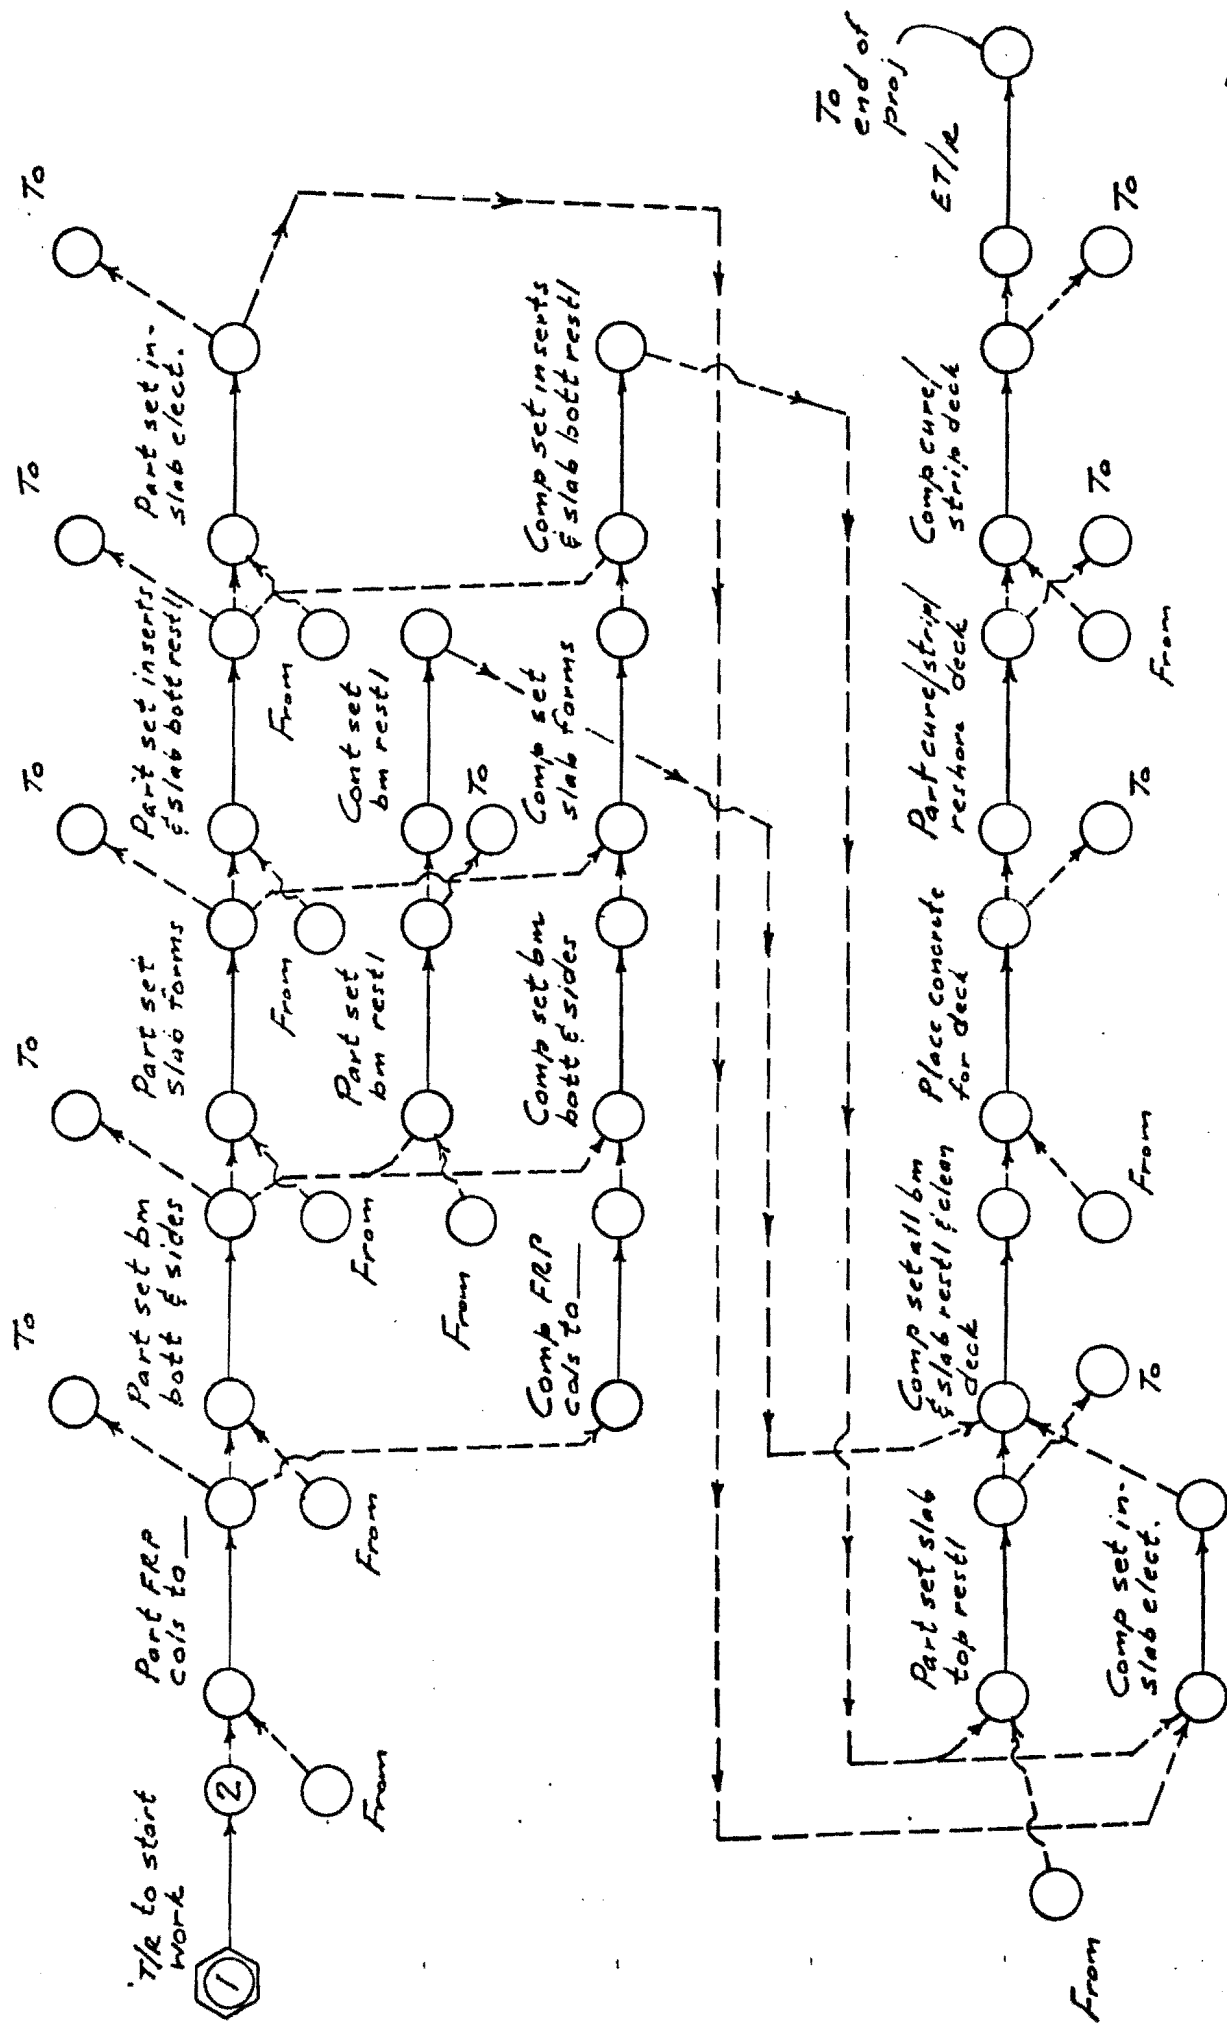 T/R to start
work
1
2
From
Part FRP
cols to __
To
From
Part set bm
bott & sides
To
From
Part set
slab forms
To
From
Part set inserts
& slab bott restl
To
From
Part set in-
slab elect.
To
From
Part set
bm restl
To
Cont set
bm restl
Comp FRP
cols to __
Comp set bm
bott & sides
Comp set
slab forms
Comp set inserts
& slab bott restl
From
Part set slab
top restl
To
Comp set in-
slab elect.
Comp set all bm
& slab restl & clean
deck
From
Place concrete
for deck
To
Part cure/strip/
reshore deck
To
From
Comp cure/
strip deck
To
ET/R
To
end of
proj